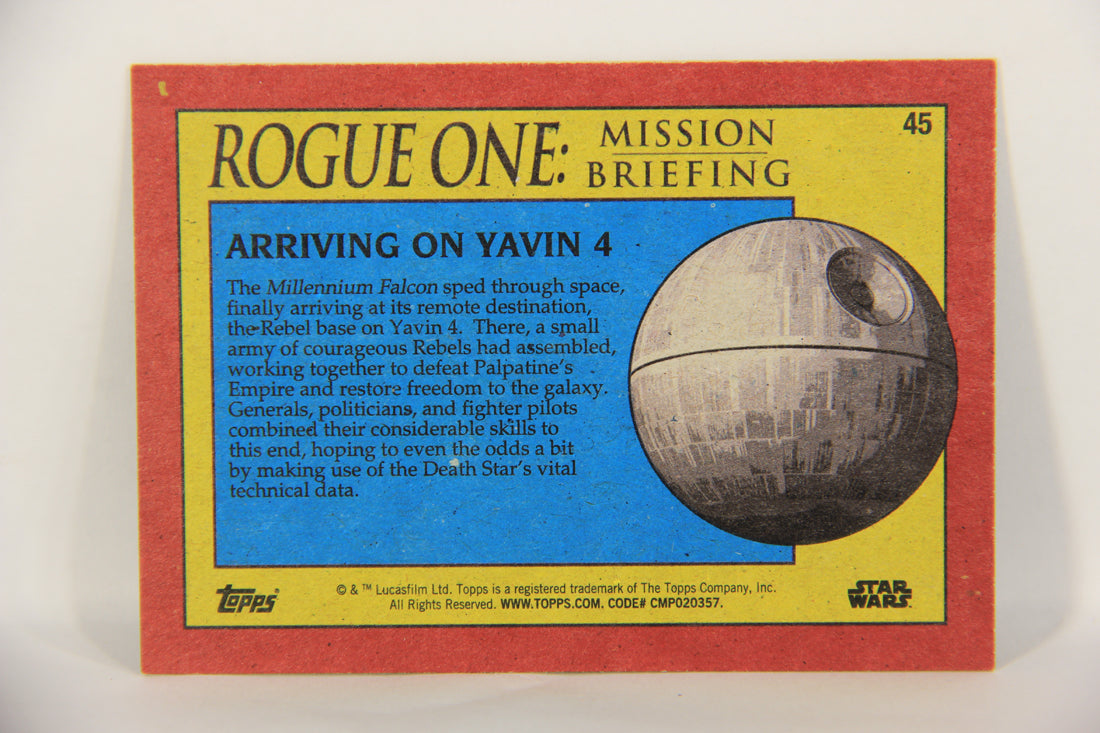 45
ROGUE ONE: MISSION
BRIEFING
ARRIVING ON YAVIN 4
The Millennium Falcon sped through space,
finally arriving at its remote destination,
the Rebel base on Yavin 4. There, a small
army of courageous Rebels had assembled,
working together to defeat Palpatine's
Empire and restore freedom to the galaxy.
Generals, politicians, and fighter pilots
combined their considerable skills to
this end, hoping to even the odds a bit
by making use of the Death Star's vital
technical data.
topps®
© & ™ Lucasfilm Ltd. Topps is a registered trademark of The Topps Company, Inc.
All Rights Reserved. WWW.TOPPS.COM. CODE# CMP020357.
STAR
WARS